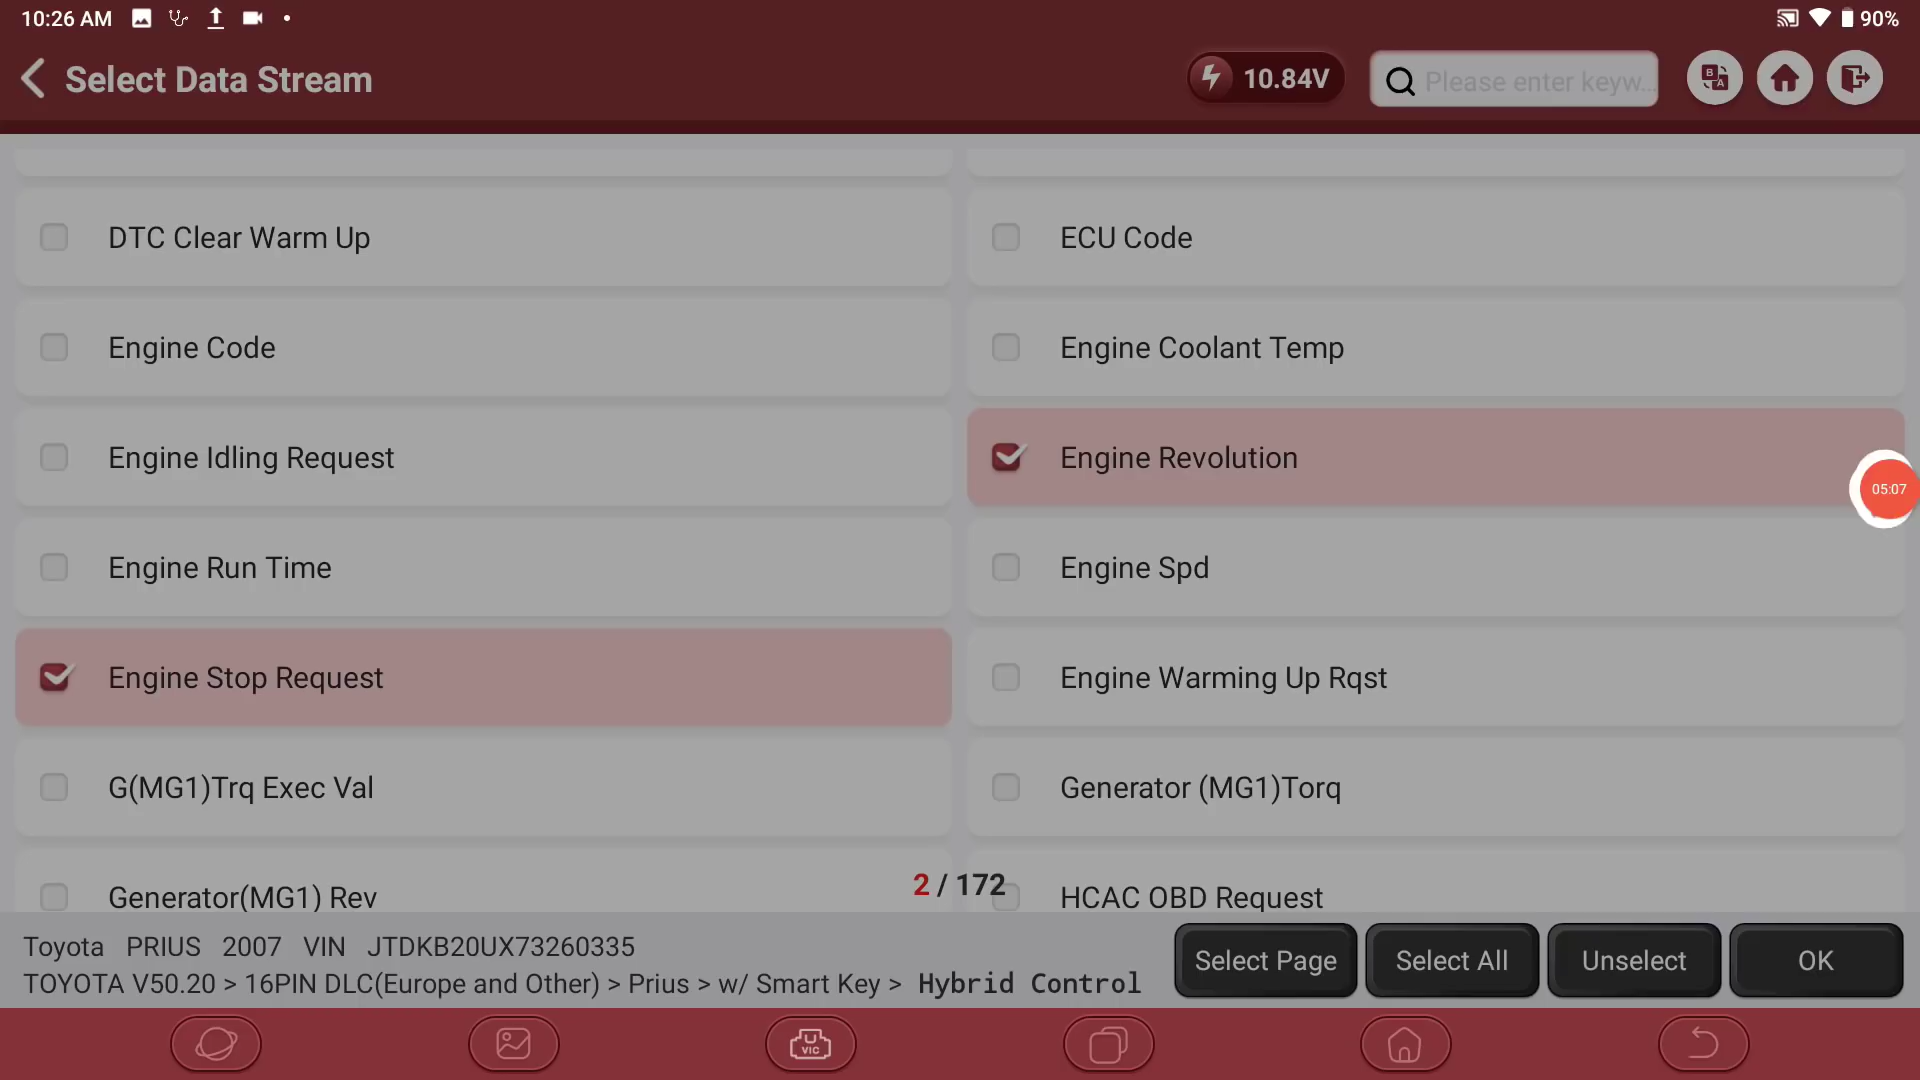 10:26 AM
90%
Select Data Stream
10.84V
Please enter keyw...
B A
DTC Clear Warm Up
ECU Code
Engine Code
Engine Coolant Temp
Engine Idling Request
Engine Revolution
05:07
Engine Run Time
Engine Spd
Engine Stop Request
Engine Warming Up Rqst
G(MG1)Trq Exec Val
Generator (MG1)Torq
Generator(MG1) Rev
2 / 172
HCAC OBD Request
Toyota PRIUS 2007 VIN JTDKB20UX73260335
TOYOTA V50.20 > 16PIN DLC(Europe and Other) > Prius > w/ Smart Key > Hybrid Control
Select Page
Select All
Unselect
OK
VIC